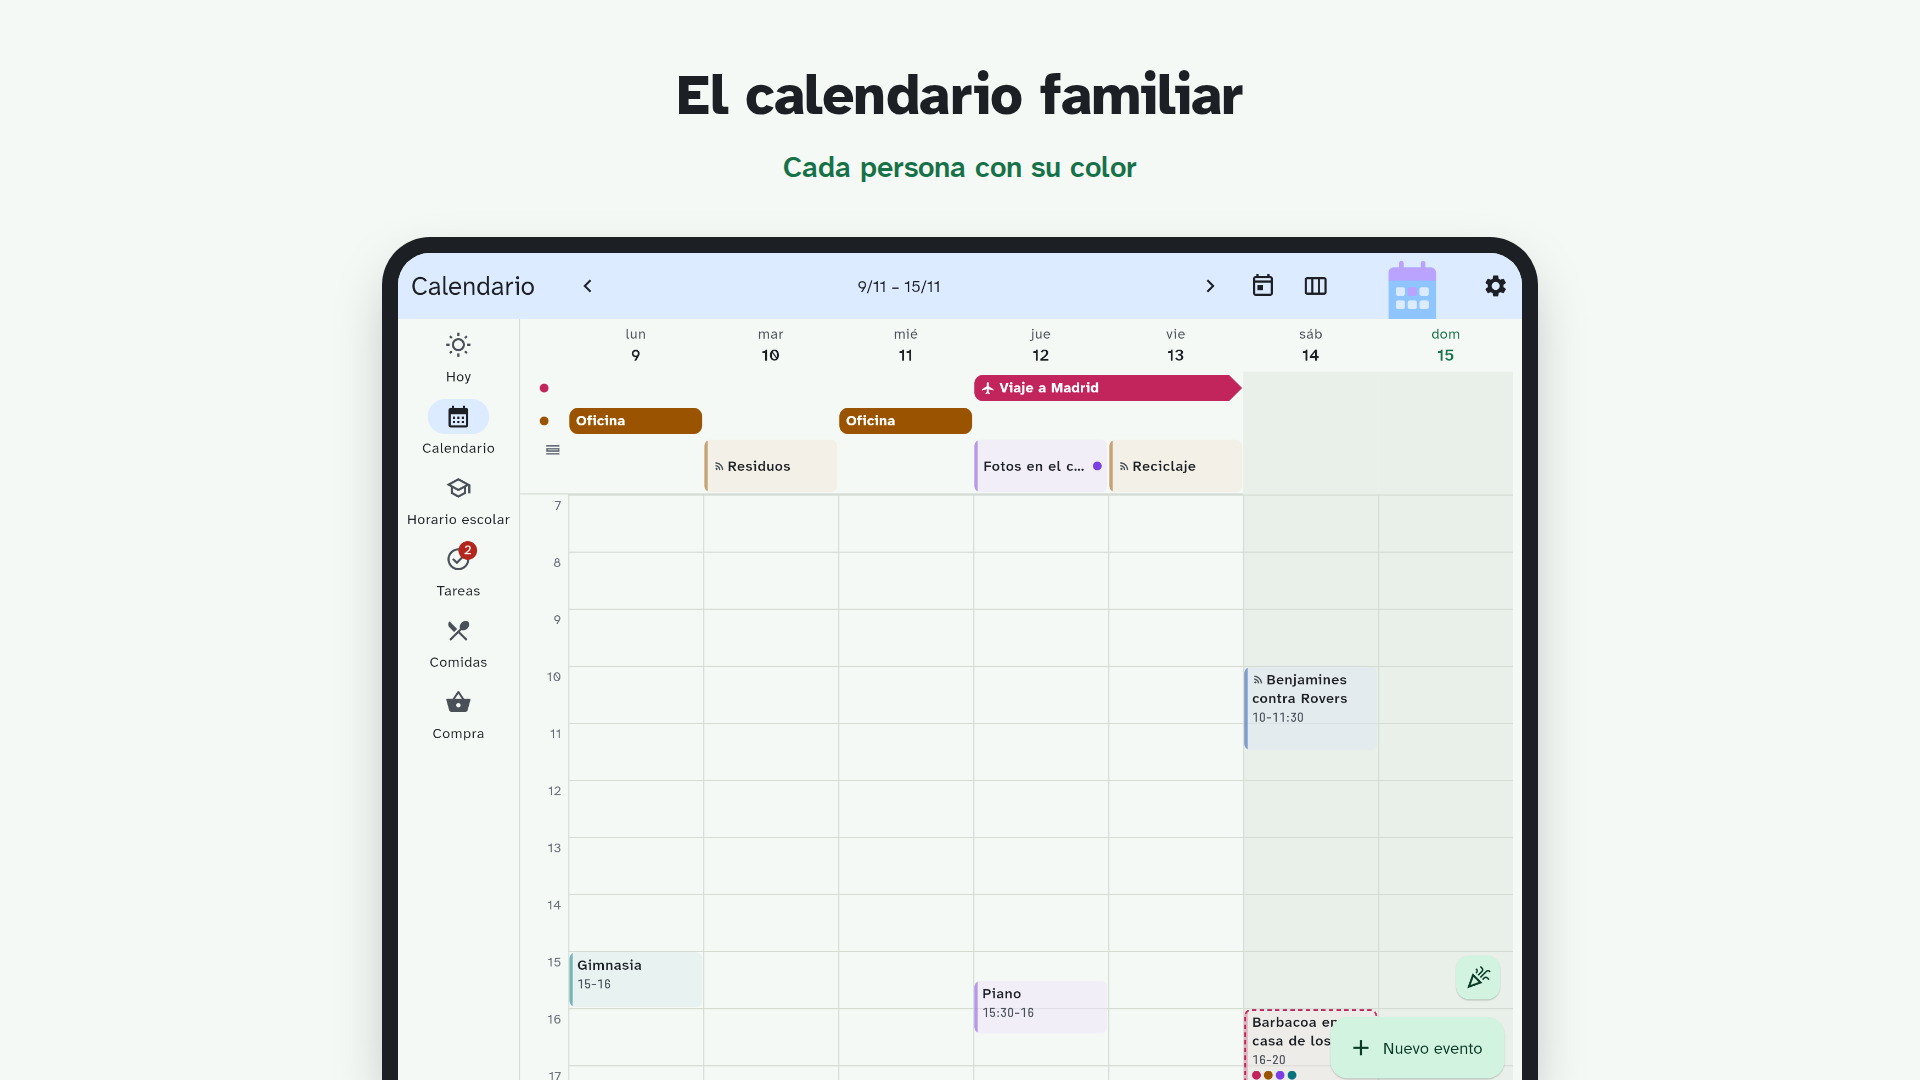 El calendario familiar
Cada persona con su color
Calendario
9/11 – 15/11
lun
9
mar
10
mié
11
jue
12
vie
13
sáb
14
dom
15
Hoy
Calendario
Horario escolar
2
Tareas
Comidas
Compra
Viaje a Madrid
Oficina
Oficina
Residuos
Fotos en el c...
Reciclaje
7
8
9
10
11
12
13
14
15
16
17
Benjamines
contra Rovers
10-11:30
Gimnasia
15-16
Piano
15:30-16
Barbacoa en
casa de los
16-20
Nuevo evento